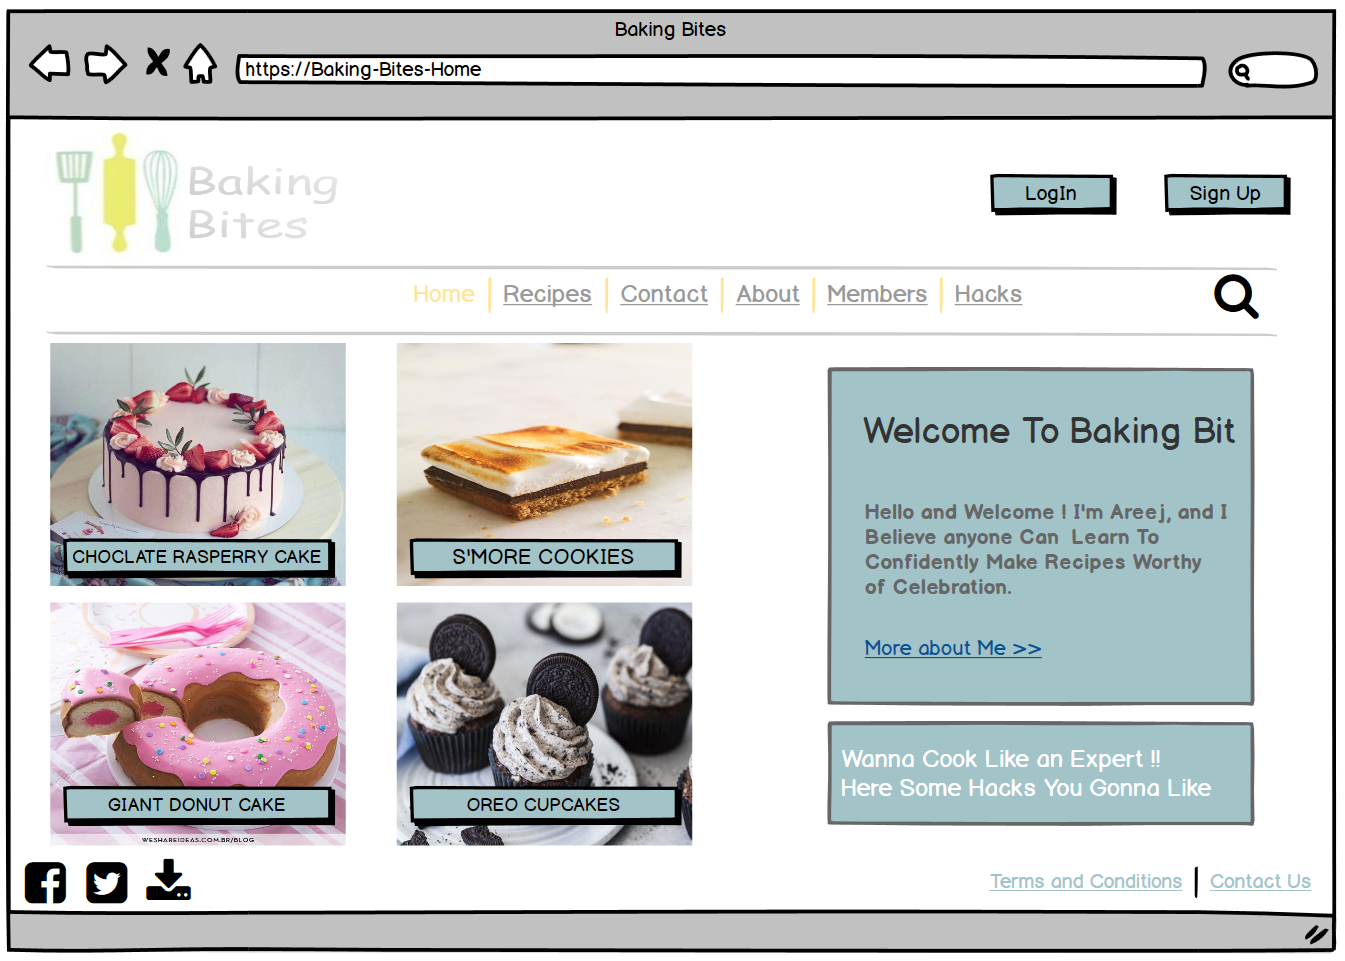 Baking Bites
https://Baking-Bites-Home
Baking
Bites
LogIn
Sign Up
Home
Recipes
Contact
About
Members
Hacks
CHOCLATE RASPERRY CAKE
S'MORE COOKIES
GIANT DONUT CAKE
WESHAREIDEAS.COM.BR/BLOG
OREO CUPCAKES
Welcome To Baking Bit
Hello and Welcome ! I'm Areej, and I
Believe anyone Can Learn To
Confidently Make Recipes Worthy
of Celebration.
More about Me >>
Wanna Cook Like an Expert !!
Here Some Hacks You Gonna Like
Terms and Conditions
Contact Us